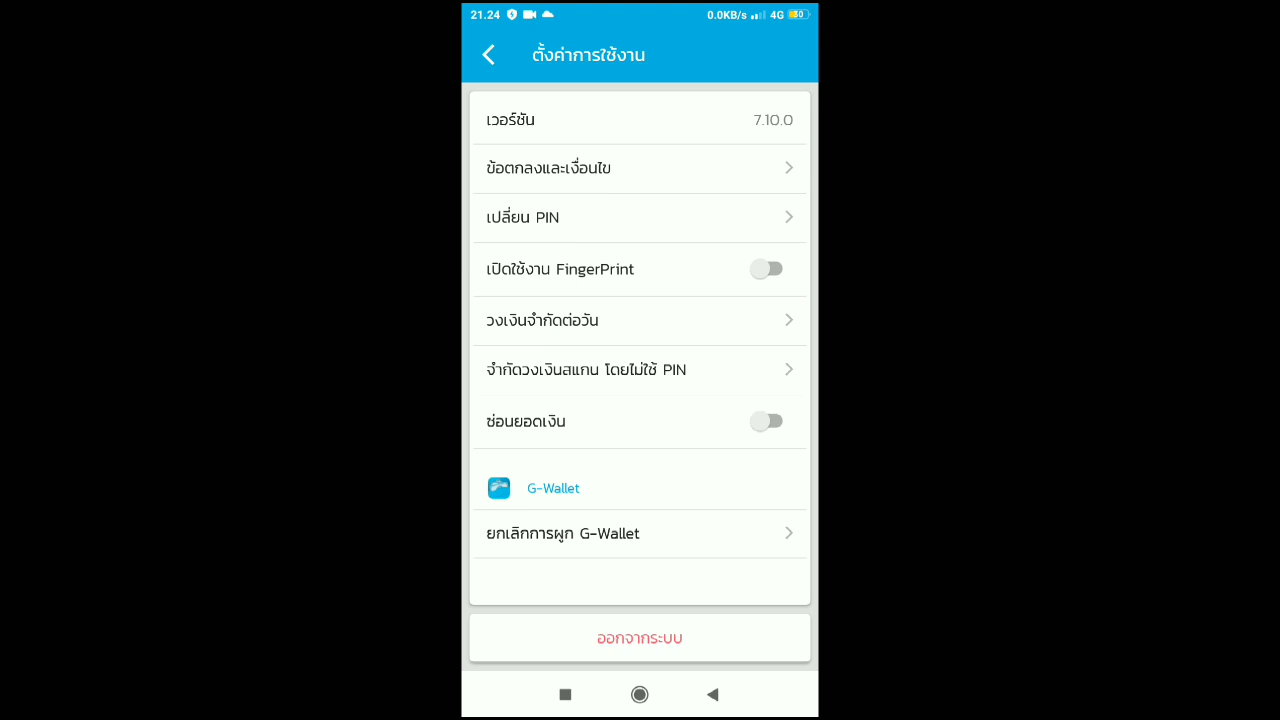 21.24 0.0KB/s 4G 30
ตั้งค่าการใช้งาน
เวอร์ชัน 7.10.0
ข้อตกลงและเงื่อนไข
เปลี่ยน PIN
เปิดใช้งาน FingerPrint
วงเงินจำกัดต่อวัน
จำกัดวงเงินสแกน โดยไม่ใช้ PIN
ซ่อนยอดเงิน
G-Wallet
ยกเลิกการผูก G-Wallet
ออกจากระบบ